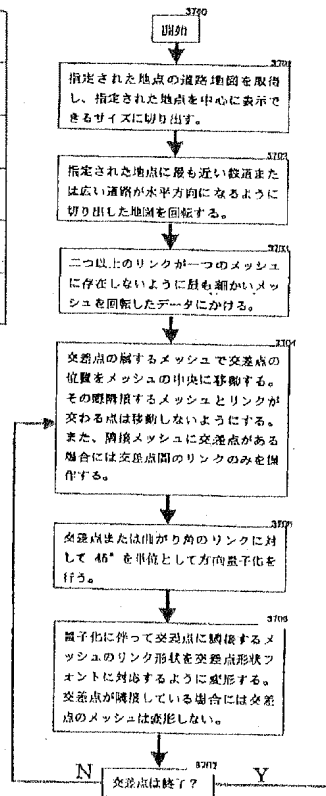 3700
開始
指定された地点の道路地図を取得
し、指定された地点を中心に表示で
きるサイズに切り出す。
3702
指定された地点に最も近い鉄道また
は広い道路が水平方向になるように
切り出した地図を回転する。
二つ以上のリンクが一つのメッシュ
に存在しないように最も細かいメッ
シュを回転したデータにかける。
3704
交差点の属するメッシュで交差点の
位置をメッシュの中央に移動する。
その際隣接するメッシュとリンクが
交わる点は移動しないようにする。
また、隣接メッシュに交差点がある
場合には交差点間のリンクのみを操
作する。
3705
交差点または曲がり角のリンクに対
して 45° を単位として方向量子化を
行う。
3706
量子化に伴って交差点に隣接するメ
ッシュのリンク形状を交差点形状フ
ォントに対応するように変形する。
交差点が隣接している場合には交差
点のメッシュは変形しない。
3707
N
交差点は終了？
Y